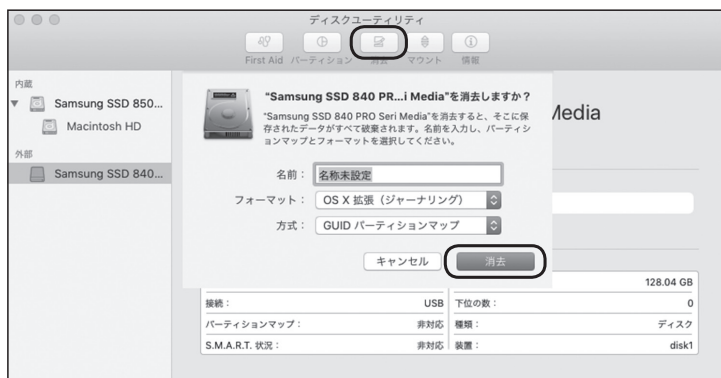 ディスクユーティリティ
First Aid パーティション 消去 マウント 情報
内蔵
Samsung SSD 850...
Macintosh HD
外部
Samsung SSD 840...
"Samsung SSD 840 PR...i Media"を消去しますか？
"Samsung SSD 840 PRO Seri Media"を消去すると、そこに保
存されたデータがすべて破棄されます。名前を入力し、パーティシ
ョンマップとフォーマットを選択してください。
名前： 名称未設定
フォーマット： OS X 拡張（ジャーナリング）
方式： GUID パーティションマップ
キャンセル 消去
Media
128.04 GB
接続： USB 下位の数： 0
パーティションマップ： 非対応 種類： ディスク
S.M.A.R.T. 状況： 非対応 装置： disk1